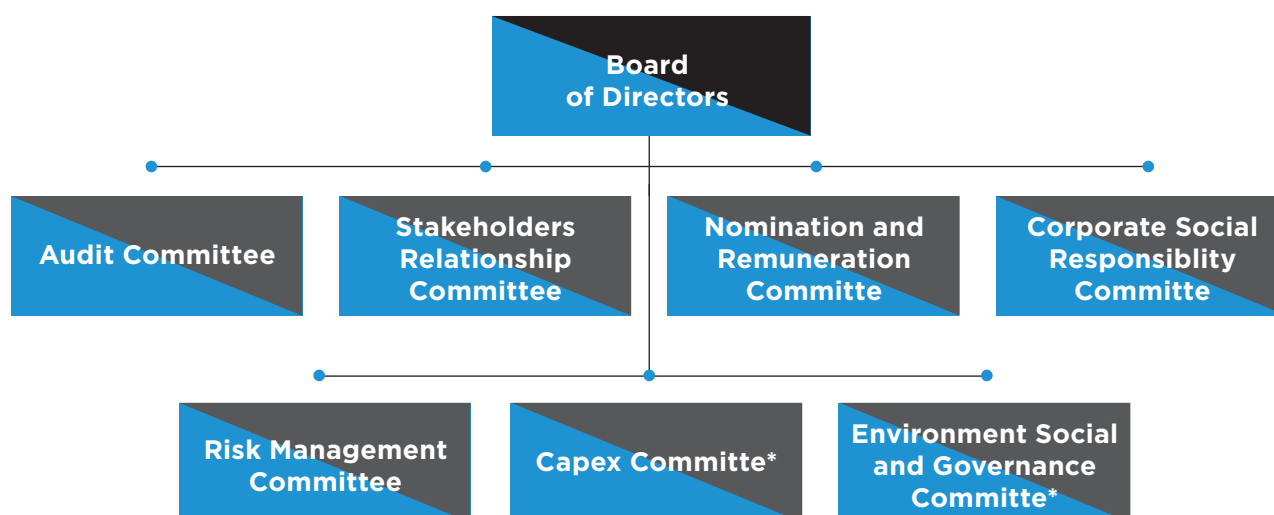 Board
of Directors
Audit Committee
Stakeholders
Relationship
Committee
Nomination and
Remuneration
Committe
Corporate Social
Responsiblity
Committe
Risk Management
Committee
Capex Committe*
Environment Social
and Governance
Committe*